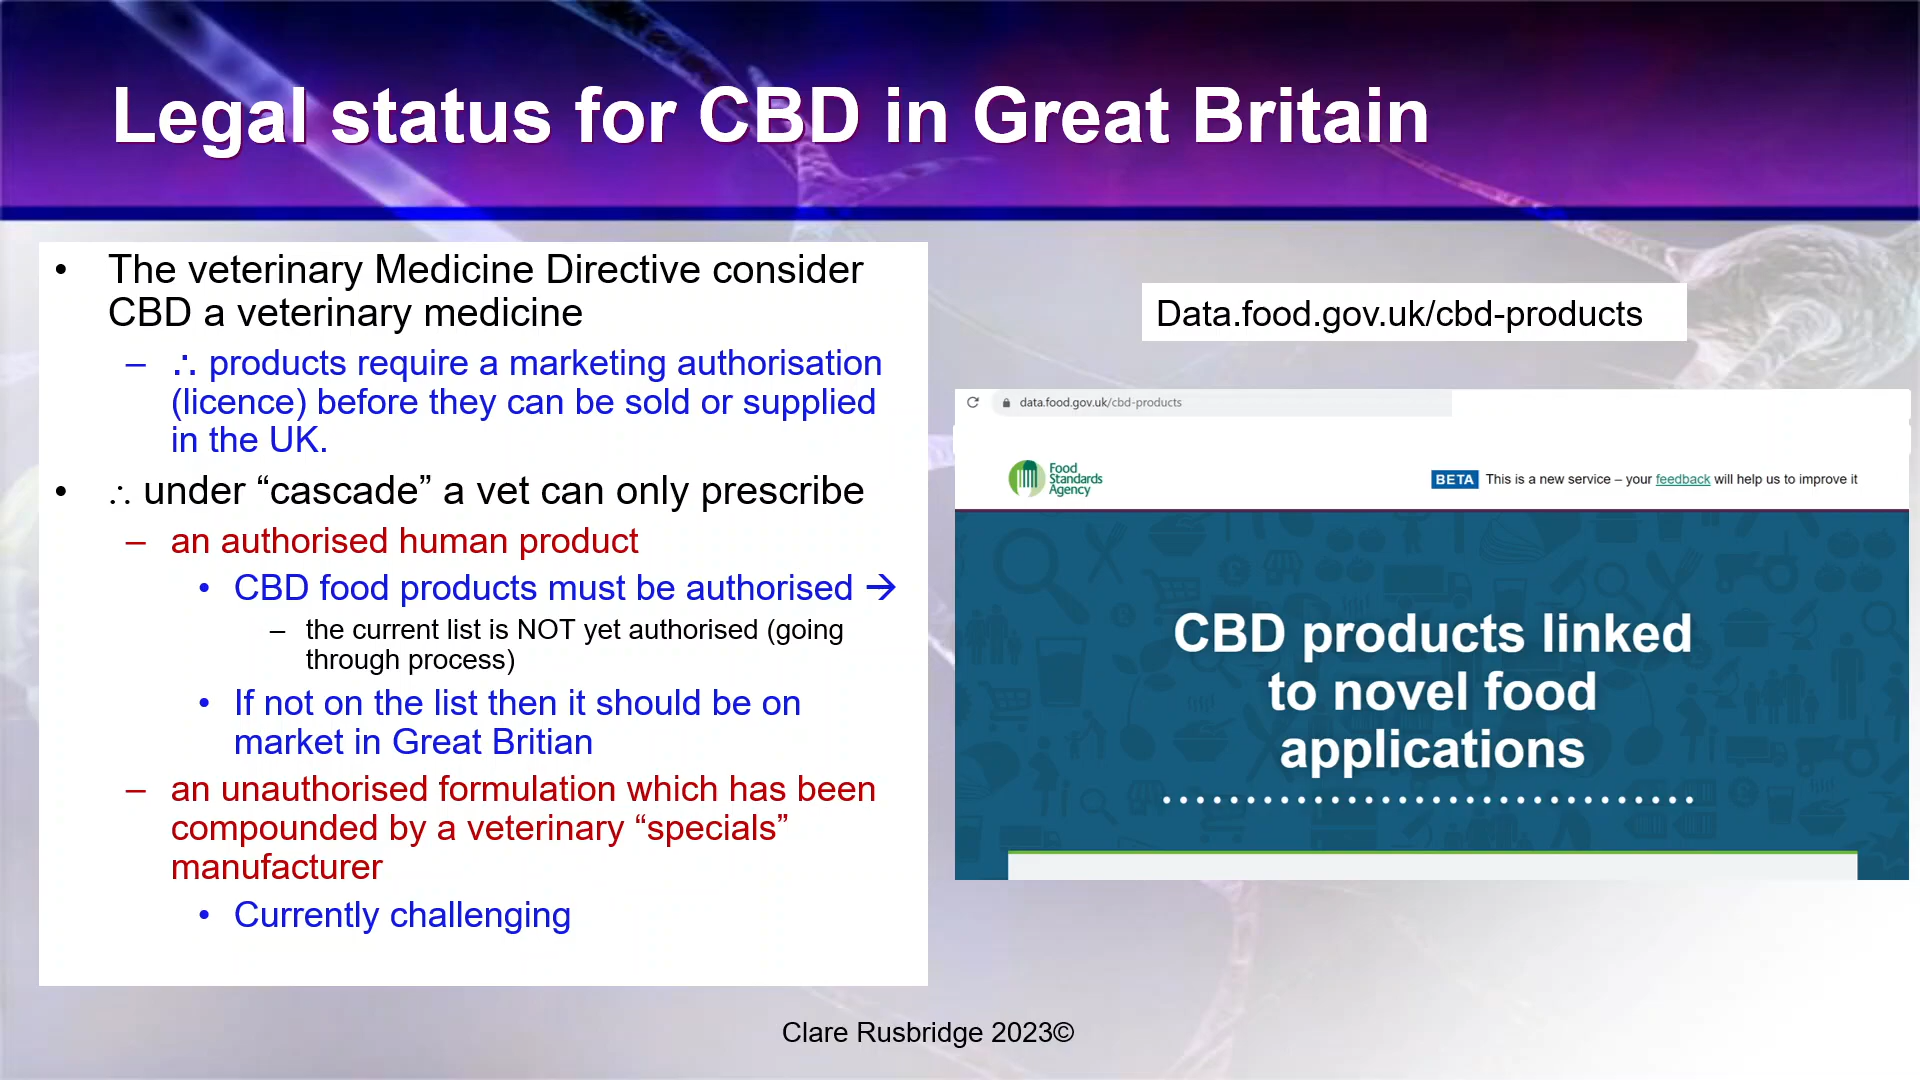 Legal status for CBD in Great Britain
• The veterinary Medicine Directive consider
CBD a veterinary medicine
– ∴ products require a marketing authorisation
(licence) before they can be sold or supplied
in the UK.
• ∴ under “cascade” a vet can only prescribe
– an authorised human product
• CBD food products must be authorised →
– the current list is NOT yet authorised (going
through process)
• If not on the list then it should be on
market in Great Britian
– an unauthorised formulation which has been
compounded by a veterinary “specials”
manufacturer
• Currently challenging
Data.food.gov.uk/cbd-products
data.food.gov.uk/cbd-products
Food
Standards
Agency
BETA This is a new service – your feedback will help us to improve it
CBD products linked
to novel food
applications
Clare Rusbridge 2023©